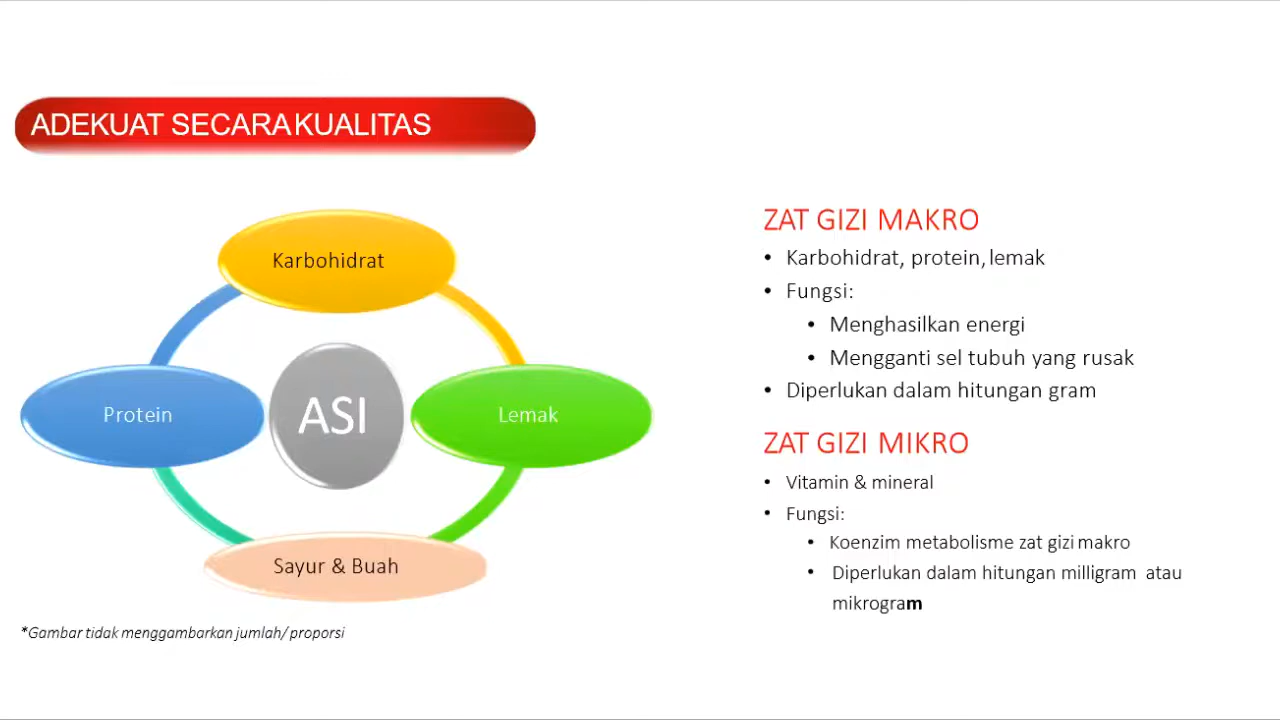 ADEKUAT SECARA KUALITAS
Karbohidrat
Protein
ASI
Lemak
Sayur & Buah
*Gambar tidak menggambarkan jumlah/ proporsi
ZAT GIZI MAKRO
• Karbohidrat, protein, lemak
• Fungsi:
• Menghasilkan energi
• Mengganti sel tubuh yang rusak
• Diperlukan dalam hitungan gram
ZAT GIZI MIKRO
• Vitamin & mineral
• Fungsi:
• Koenzim metabolisme zat gizi makro
• Diperlukan dalam hitungan milligram atau
mikrogram